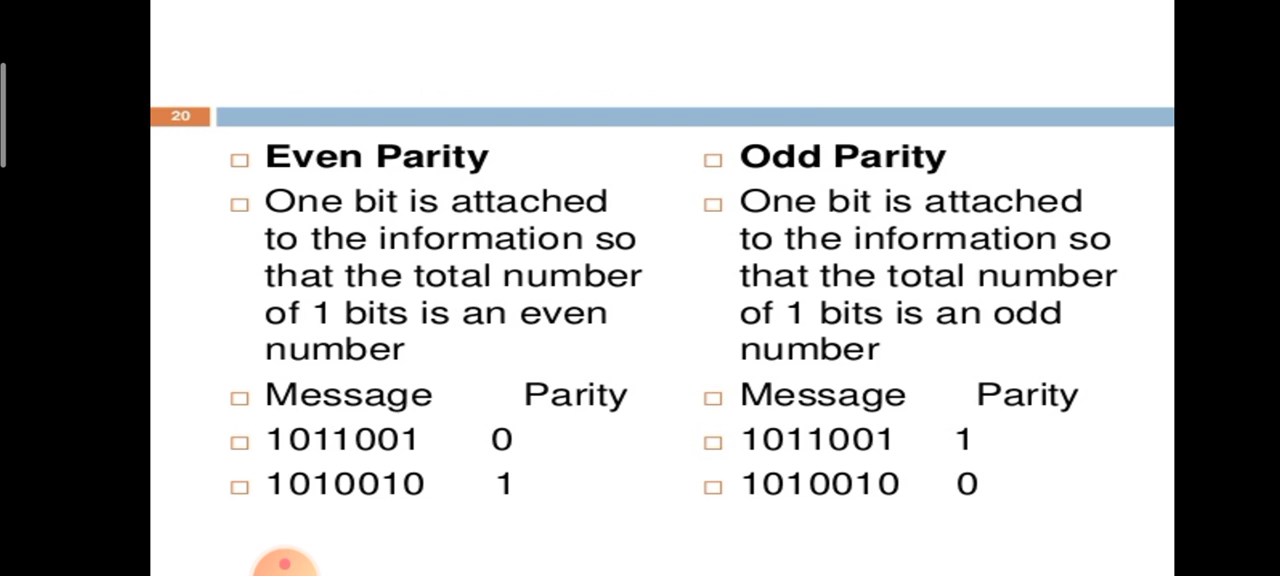 20
Even Parity
One bit is attached
to the information so
that the total number
of 1 bits is an even
number
Message Parity
1011001 0
1010010 1
Odd Parity
One bit is attached
to the information so
that the total number
of 1 bits is an odd
number
Message Parity
1011001 1
1010010 0